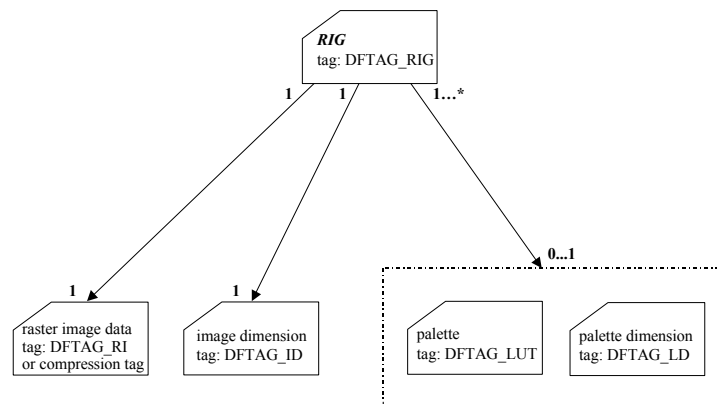 RIG
tag: DFTAG_RIG
1
1
1…*
1
1
0...1
raster image data
tag: DFTAG_RI
or compression tag
image dimension
tag: DFTAG_ID
palette
tag: DFTAG_LUT
palette dimension
tag: DFTAG_LD